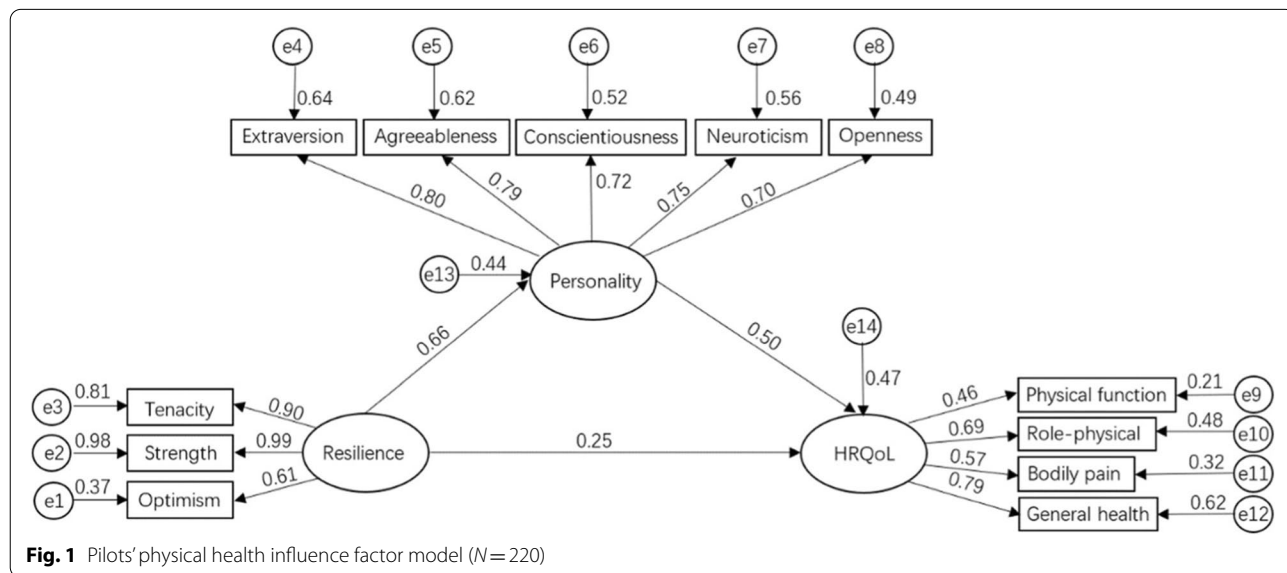 e4 e5 e6 e7 e8
0.64 0.62 0.52 0.56 0.49
Extraversion Agreeableness Conscientiousness Neuroticism Openness
0.80 0.79 0.72 0.75 0.70
e13 0.44 Personality
0.66 0.50 e14
0.47
e3 0.81 Tenacity 0.90
e2 0.98 Strength 0.99
e1 0.37 Optimism 0.61
Resilience 0.25 HRQoL
0.46 Physical function 0.21 e9
0.69 Role-physical 0.48 e10
0.57 Bodily pain 0.32 e11
0.79 General health 0.62 e12
Fig. 1 Pilots’ physical health influence factor model (N = 220)